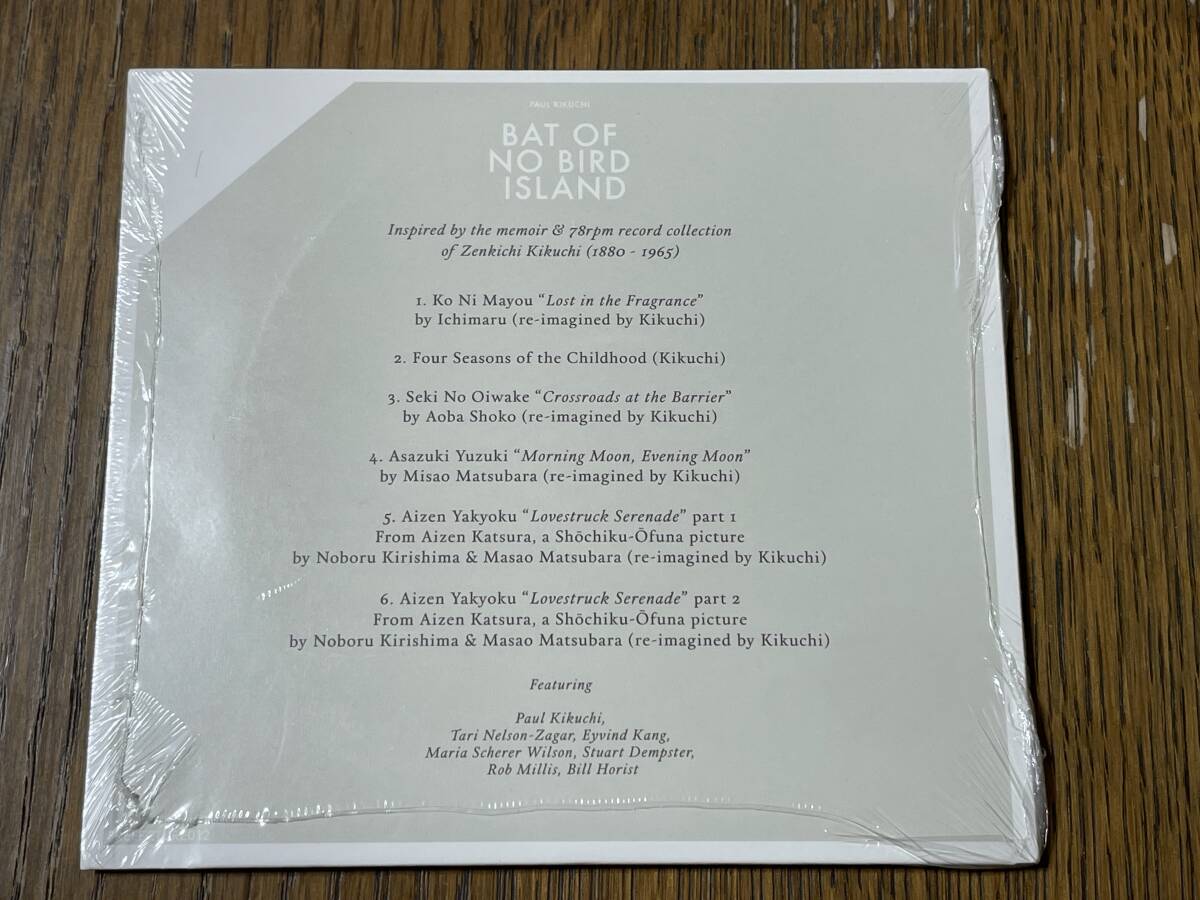 PAUL KIKUCHI
BAT OF
NO BIRD
ISLAND
Inspired by the memoir & 78rpm record collection
of Zenkichi Kikuchi (1880 - 1965)
1. Ko Ni Mayou “Lost in the Fragrance”
by Ichimaru (re-imagined by Kikuchi)
2. Four Seasons of the Childhood (Kikuchi)
3. Seki No Oiwake “Crossroads at the Barrier”
by Aoba Shoko (re-imagined by Kikuchi)
4. Asazuki Yuzuki “Morning Moon, Evening Moon”
by Misao Matsubara (re-imagined by Kikuchi)
5. Aizen Yakyoku “Lovestruck Serenade” part 1
From Aizen Katsura, a Shōchiku-Ōfuna picture
by Noboru Kirishima & Masao Matsubara (re-imagined by Kikuchi)
6. Aizen Yakyoku “Lovestruck Serenade” part 2
From Aizen Katsura, a Shōchiku-Ōfuna picture
by Noboru Kirishima & Masao Matsubara (re-imagined by Kikuchi)
Featuring
Paul Kikuchi,
Tari Nelson-Zagar, Eyvind Kang,
Maria Scherer Wilson, Stuart Dempster,
Rob Millis, Bill Horist